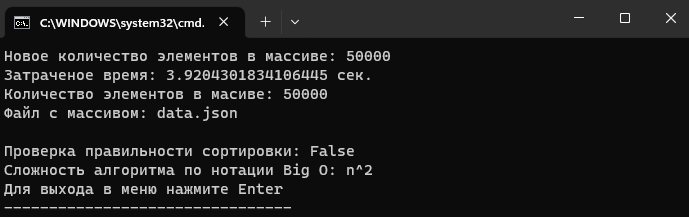 C:\WINDOWS\system32\cmd.
Новое количество элементов в массиве: 50000
Затраченое время: 3.9204301834106445 сек.
Количество элементов в масиве: 50000
Файл с массивом: data.json
Проверка правильности сортировки: False
Сложность алгоритма по нотации Big O: n^2
Для выхода в меню нажмите Enter
--------------------------------